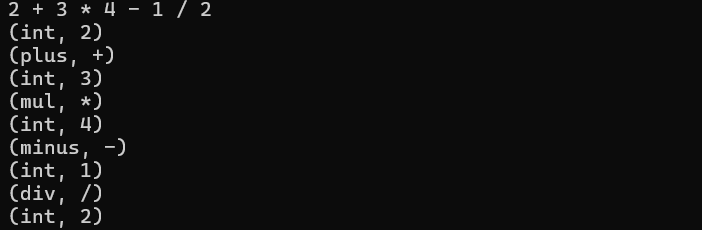 2 + 3 * 4 - 1 / 2
(int, 2)
(plus, +)
(int, 3)
(mul, *)
(int, 4)
(minus, -)
(int, 1)
(div, /)
(int, 2)